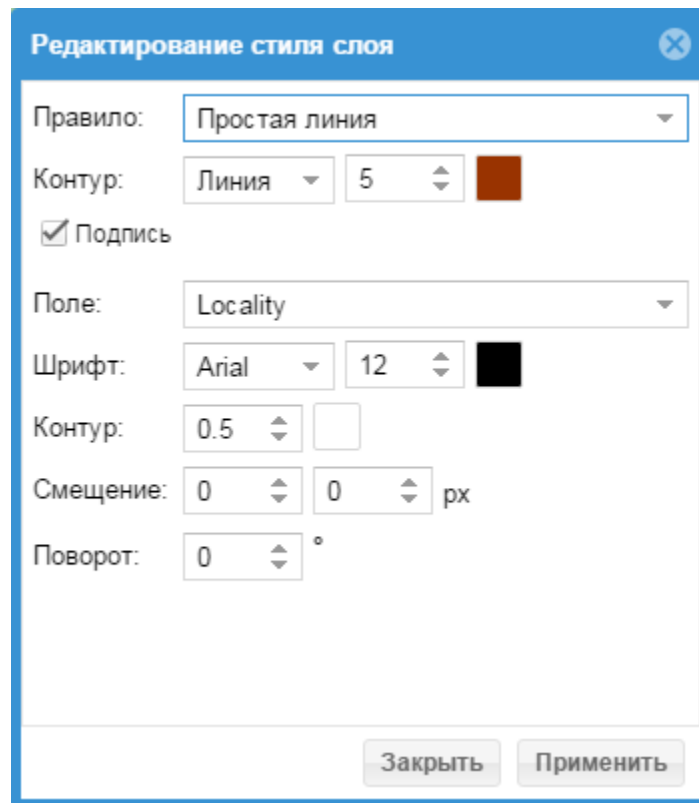 Редактирование стиля слоя
Правило: Простая линия
Контур: Линия 5
Подпись
Поле: Locality
Шрифт: Arial 12
Контур: 0.5
Смещение: 0 0 px
Поворот: 0 °
Закрыть Применить